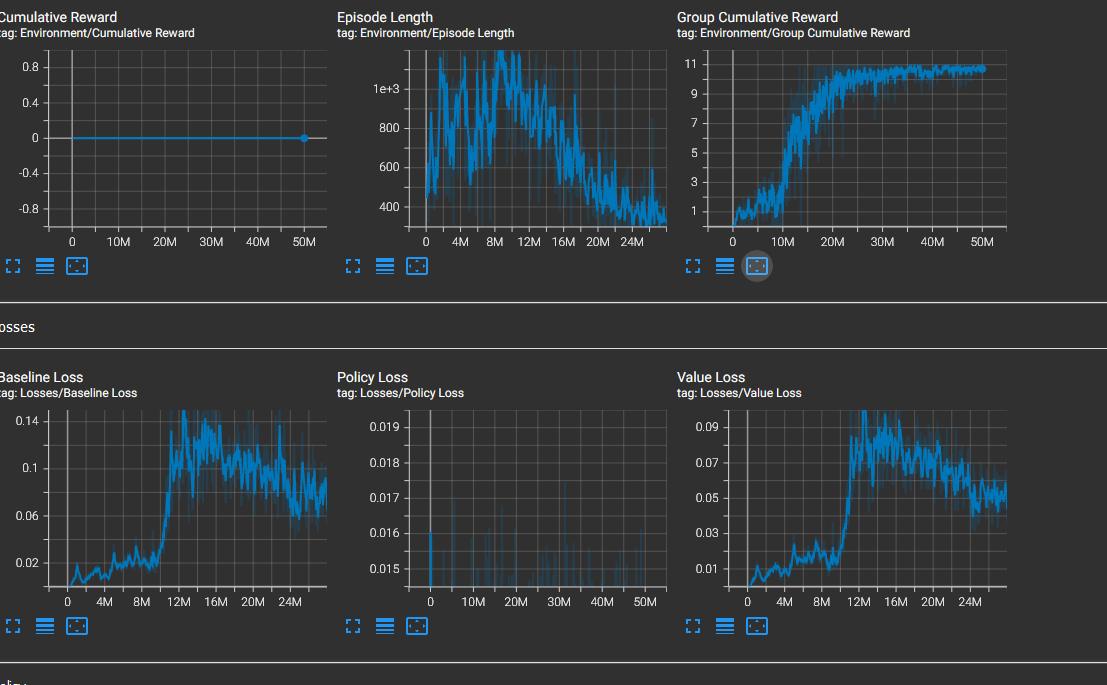 Cumulative Reward
tag: Environment/Cumulative Reward
0.8
0.4
0
-0.4
-0.8
0 10M 20M 30M 40M 50M
Episode Length
tag: Environment/Episode Length
1e+3
800
600
400
0 4M 8M 12M 16M 20M 24M
Group Cumulative Reward
tag: Environment/Group Cumulative Reward
11
9
7
5
3
1
0 10M 20M 30M 40M 50M
osses
Baseline Loss
tag: Losses/Baseline Loss
0.14
0.1
0.06
0.02
0 4M 8M 12M 16M 20M 24M
Policy Loss
tag: Losses/Policy Loss
0.019
0.018
0.017
0.016
0.015
0 10M 20M 30M 40M 50M
Value Loss
tag: Losses/Value Loss
0.09
0.07
0.05
0.03
0.01
0 4M 8M 12M 16M 20M 24M